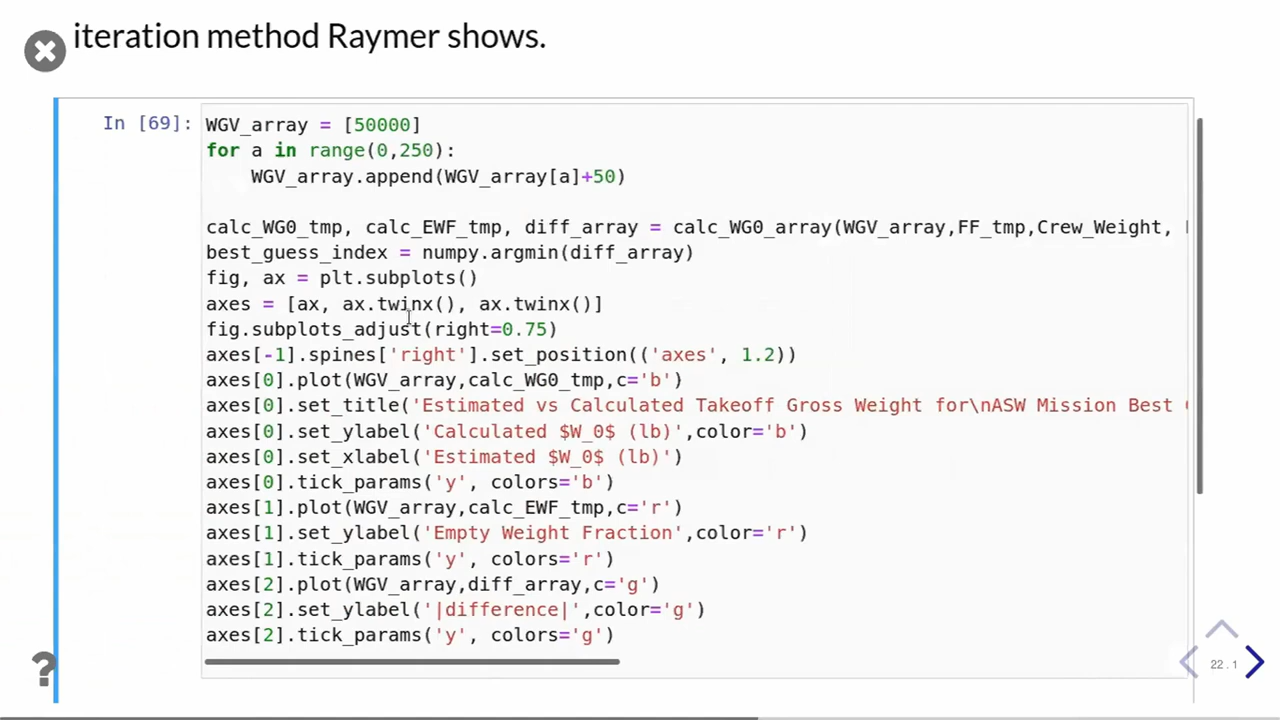 iteration method Raymer shows.
In [69]:
WGV_array = [50000]
for a in range(0,250):
    WGV_array.append(WGV_array[a]+50)
calc_WG0_tmp, calc_EWF_tmp, diff_array = calc_WG0_array(WGV_array,FF_tmp,Crew_Weight,
best_guess_index = numpy.argmin(diff_array)
fig, ax = plt.subplots()
axes = [ax, ax.twinx(), ax.twinx()]
fig.subplots_adjust(right=0.75)
axes[-1].spines['right'].set_position(('axes', 1.2))
axes[0].plot(WGV_array,calc_WG0_tmp,c='b')
axes[0].set_title('Estimated vs Calculated Takeoff Gross Weight for\nASW Mission Best
axes[0].set_ylabel('Calculated $W_0$ (lb)',color='b')
axes[0].set_xlabel('Estimated $W_0$ (lb)')
axes[0].tick_params('y', colors='b')
axes[1].plot(WGV_array,calc_EWF_tmp,c='r')
axes[1].set_ylabel('Empty Weight Fraction',color='r')
axes[1].tick_params('y', colors='r')
axes[2].plot(WGV_array,diff_array,c='g')
axes[2].set_ylabel('|difference|',color='g')
axes[2].tick_params('y', colors='g')
?
22.1